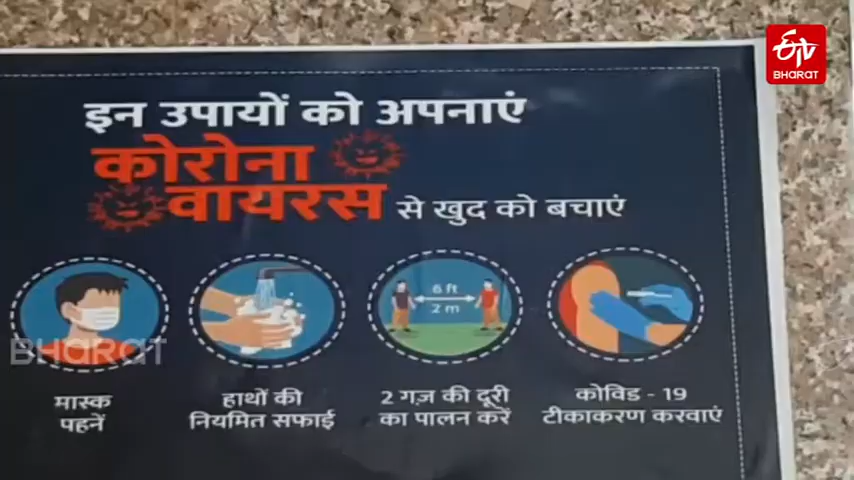 ETV
BHARAT
इन उपायों को अपनाएं
कोरोना
वायरस से खुद को बचाएं
6 ft
2 m
BHARAT
मास्क
पहनें
हाथों की
नियमित सफाई
2 गज़ की दूरी
का पालन करें
कोविड - 19
टीकाकरण करवाएं